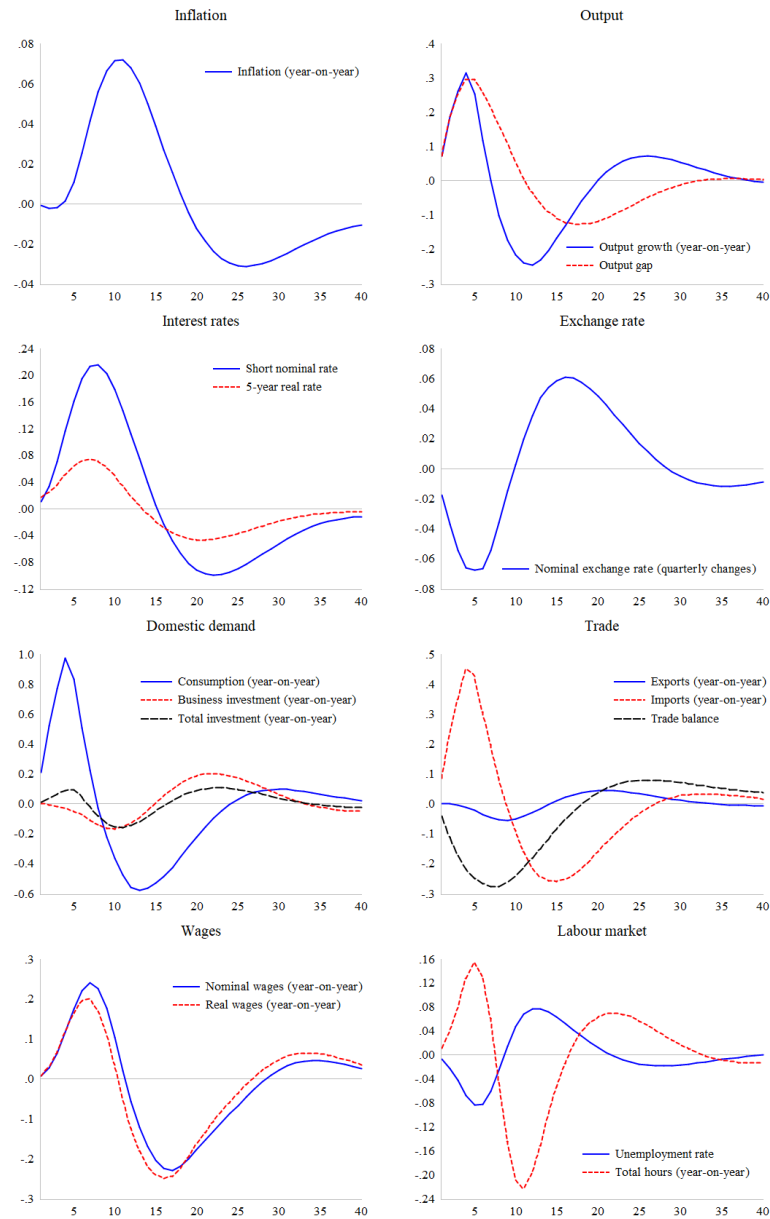 Inflation
.08
.06
.04
.02
.00
-.02
-.04
Inflation (year-on-year)
5 10 15 20 25 30 35 40
Output
.4
.3
.2
.1
.0
-.1
-.2
-.3
Output growth (year-on-year)
Output gap
5 10 15 20 25 30 35 40
Interest rates
.24
.20
.16
.12
.08
.04
.00
-.04
-.08
-.12
Short nominal rate
5-year real rate
5 10 15 20 25 30 35 40
Exchange rate
.08
.06
.04
.02
.00
-.02
-.04
-.06
-.08
Nominal exchange rate (quarterly changes)
5 10 15 20 25 30 35 40
Domestic demand
1.0
0.8
0.6
0.4
0.2
0.0
-0.2
-0.4
-0.6
Consumption (year-on-year)
Business investment (year-on-year)
Total investment (year-on-year)
5 10 15 20 25 30 35 40
Trade
.5
.4
.3
.2
.1
.0
-.1
-.2
-.3
Exports (year-on-year)
Imports (year-on-year)
Trade balance
5 10 15 20 25 30 35 40
Wages
.3
.2
.1
.0
-.1
-.2
-.3
Nominal wages (year-on-year)
Real wages (year-on-year)
5 10 15 20 25 30 35 40
Labour market
.16
.12
.08
.04
.00
-.04
-.08
-.12
-.16
-.20
-.24
Unemployment rate
Total hours (year-on-year)
5 10 15 20 25 30 35 40